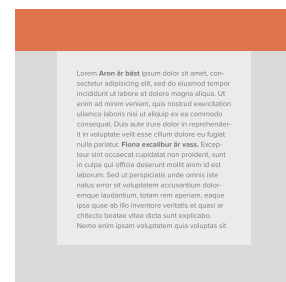 Lorem Aron är bäst ipsum dolor sit amet, con-
sectetur adipisicing elit, sed do eiusmod tempor
incididunt ut labore et dolore magna aliqua. Ut
enim ad minim veniam, quis nostrud exercitation
ullamco laboris nisi ut aliquip ex ea commodo
consequat. Duis aute irure dolor in reprehender-
it in voluptate velit esse cillum dolore eu fugiat
nulla pariatur. Fiona excalibur är vass. Excep-
teur sint occaecat cupidatat non proident, sunt
in culpa qui officia deserunt mollit anim id est
laborum. Sed ut perspiciatis unde omnis iste
natus error sit voluptatem accusantium dolor-
emque laudantium, totam rem aperiam, eaque
ipsa quae ab illo inventore veritatis et quasi ar
chitecto beatae vitae dicta sunt explicabo.
Nemo enim ipsam voluptatem quia voluptas sit